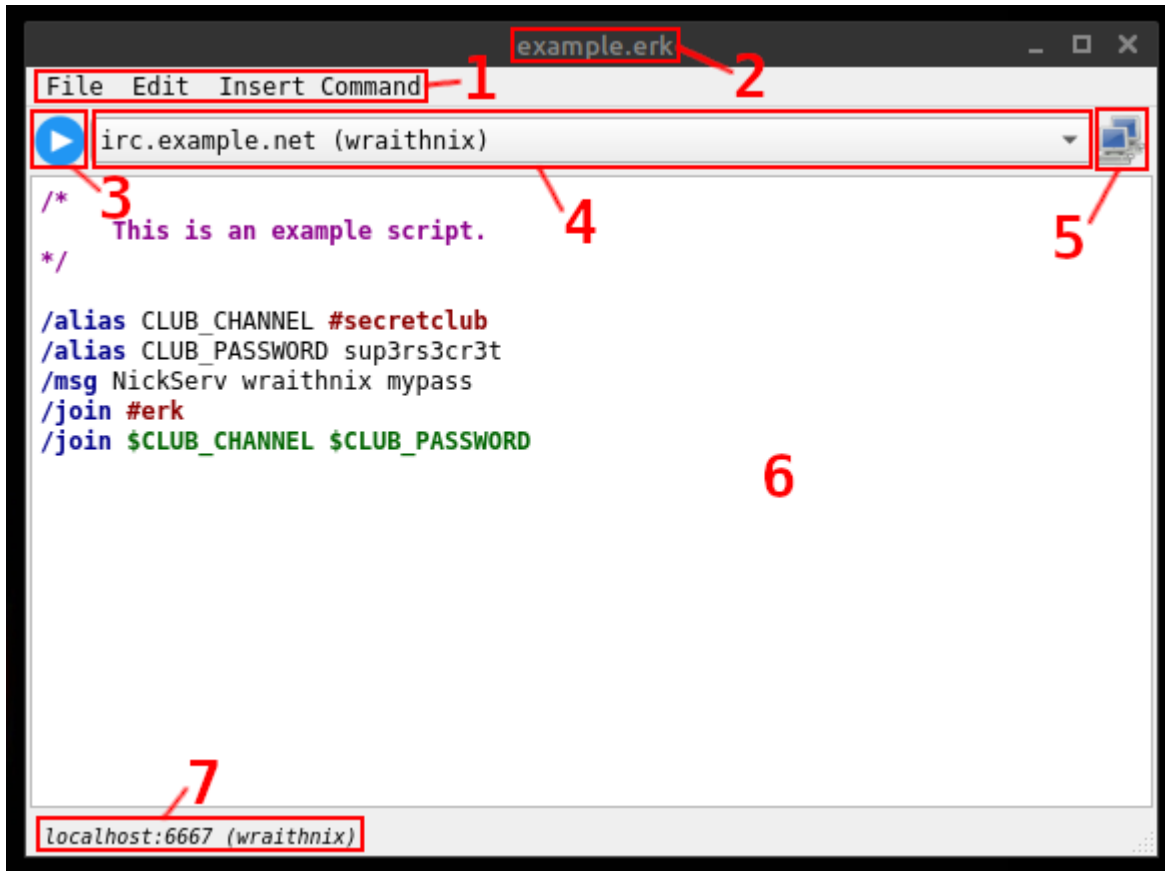 example.erk
2
File Edit Insert Command
1
irc.example.net (wraithnix)
3
4
5
/*
This is an example script.
*/
/alias CLUB_CHANNEL #secretclub
/alias CLUB_PASSWORD sup3rs3cr3t
/msg NickServ wraithnix mypass
/join #erk
/join $CLUB_CHANNEL $CLUB_PASSWORD
6
7
localhost:6667 (wraithnix)